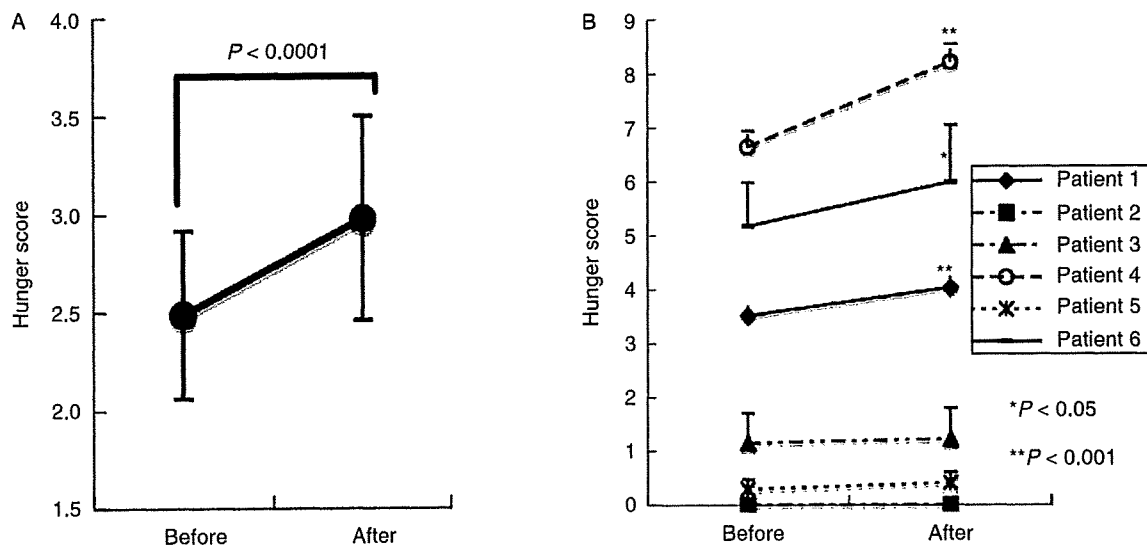 A
P < 0.0001
Hunger score
4.0
3.5
3.0
2.5
2.0
1.5
Before
After
B
Hunger score
9
8
7
6
5
4
3
2
1
0
**
*
**
Before
After
Patient 1
Patient 2
Patient 3
Patient 4
Patient 5
Patient 6
*P < 0.05
**P < 0.001